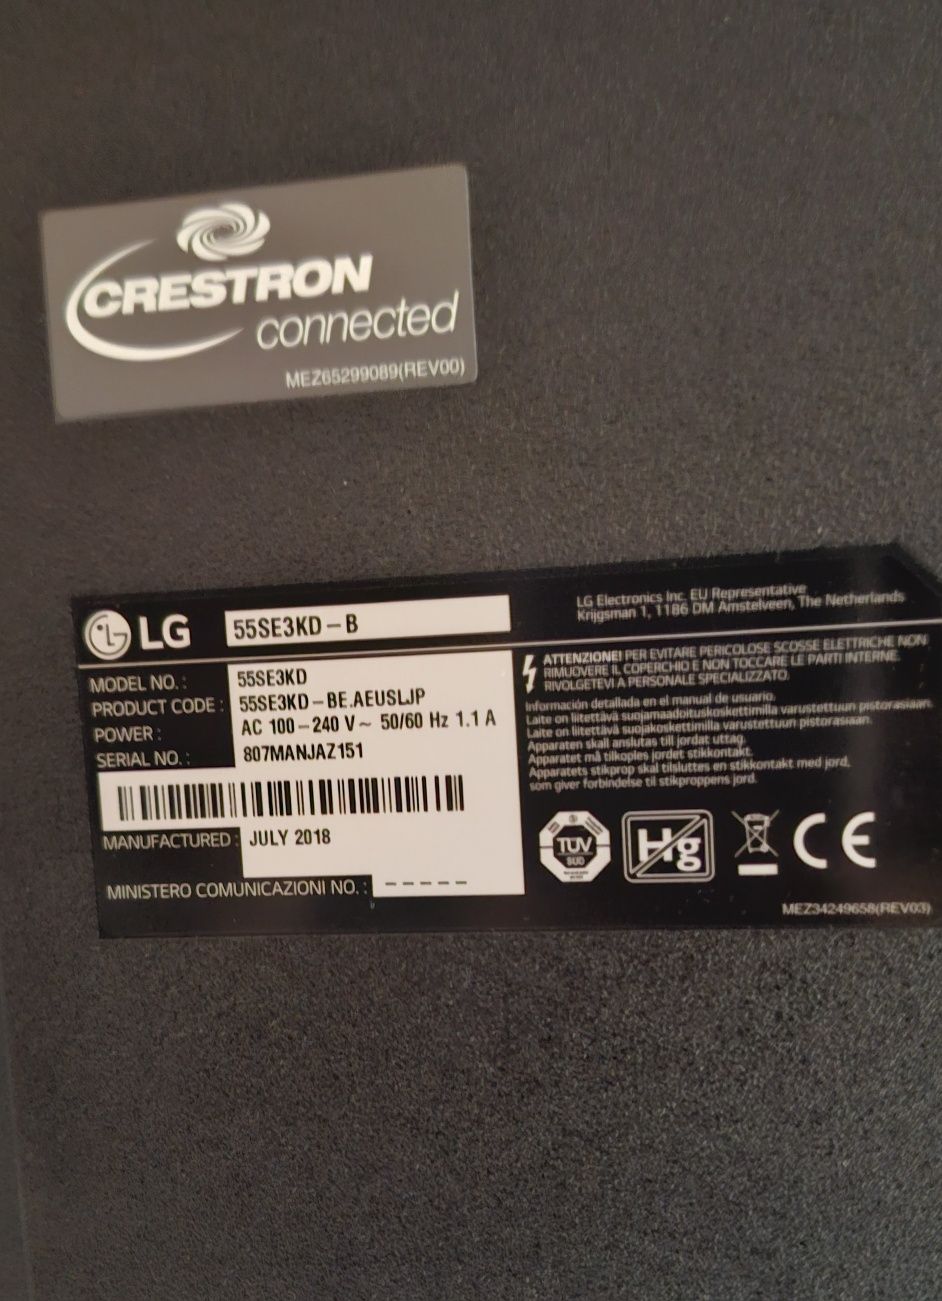 CRESTRON
connected
MEZ65299089(REV00)
LG
55SE3KD-B
LG Electronics Inc. EU Representative
Krijgsman 1, 1186 DM Amstelveen, The Netherlands
MODEL NO. : 55SE3KD
PRODUCT CODE : 55SE3KD-BE.AEUSLJP
POWER : AC 100-240 V~ 50/60 Hz 1.1 A
SERIAL NO. : 807MANJAZ151
MANUFACTURED : JULY 2018
MINISTERO COMUNICAZIONI NO. : -----
ATTENZIONE! PER EVITARE PERICOLOSE SCOSSE ELETTRICHE NON
RIMUOVERE IL COPERCHIO E NON TOCCARE LE PARTI INTERNE.
RIVOLGETEVI A PERSONALE SPECIALIZZATO.
Información detallada en el manual de usuario.
Laite on liitettävä suojamaadoituskoskettimilla varustettuun pistorasiaan.
Laite on liitettävä suojakoskettimilla varustettuun pistorasiaan.
Apparaten skall anslutas till jordat uttag.
Apparatet må tilkoples jordet stikkontakt.
Apparatets stikprop skal tilsluttes en stikkontakt med jord,
som giver forbindelse til stikproppens jord.
TÜV
SÜD
Hg
CE
MEZ34249658(REV03)